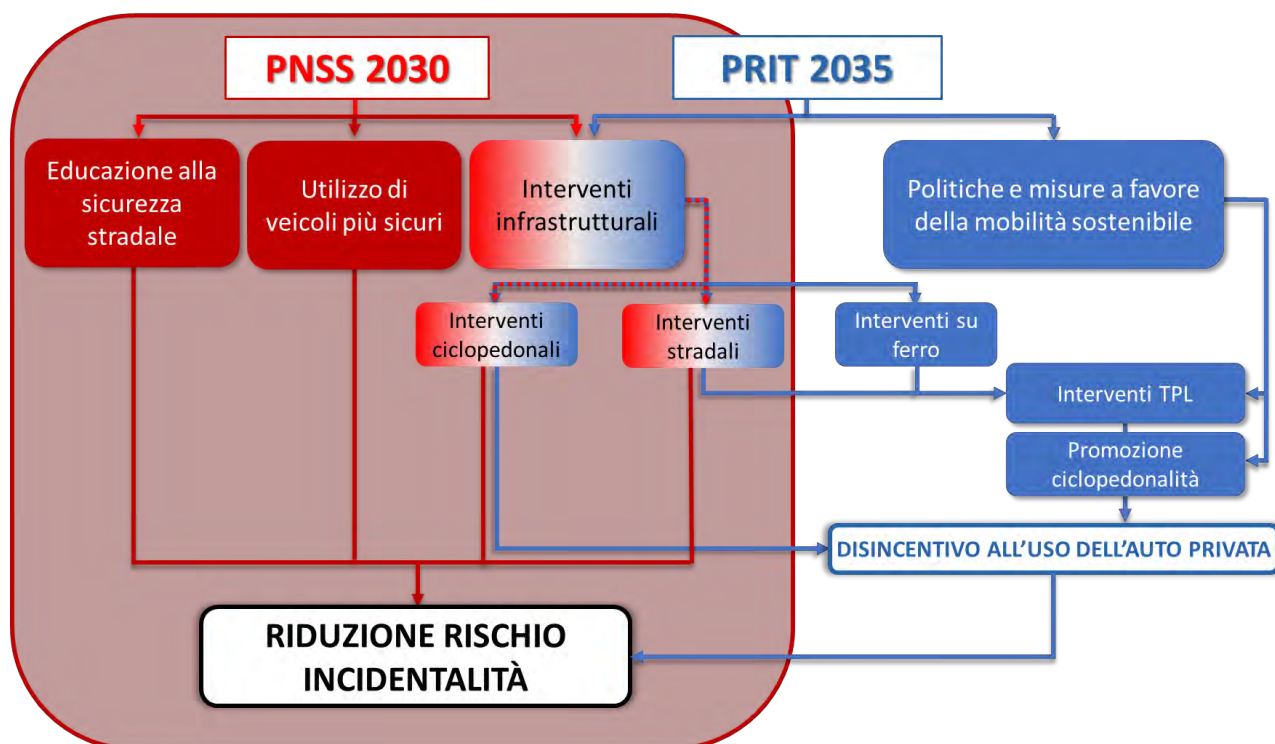 PNSS 2030
PRIT 2035
Educazione alla
sicurezza
stradale
Utilizzo di
veicoli più sicuri
Interventi
infrastrutturali
Politiche e misure a favore
della mobilità sostenibile
Interventi
ciclopedonali
Interventi
stradali
Interventi su
ferro
Interventi TPL
Promozione
ciclopedonalità
DISINCENTIVO ALL'USO DELL'AUTO PRIVATA
RIDUZIONE RISCHIO
INCIDENTALITÀ